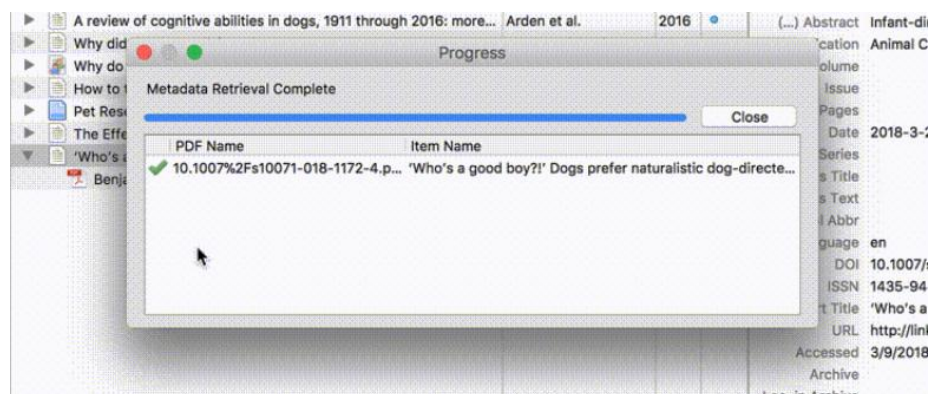 A review of cognitive abilities in dogs, 1911 through 2016: more... Arden et al. 2016 (...) Abstract Infant-di
Why did Progress cation Animal C
Why do olume
How to t Metadata Retrieval Complete Issue
Pet Rese Close Pages
The Effe Date 2018-3-2
PDF Name Item Name Series
'Who's a 10.1007%2Fs10071-018-1172-4.p... 'Who's a good boy?!' Dogs prefer naturalistic dog-directe... s Title
Benja s Text
l Abbr
guage en
DOI 10.1007/s
ISSN 1435-94
t Title 'Who's a
URL http://lin
Accessed 3/9/2018
Archive